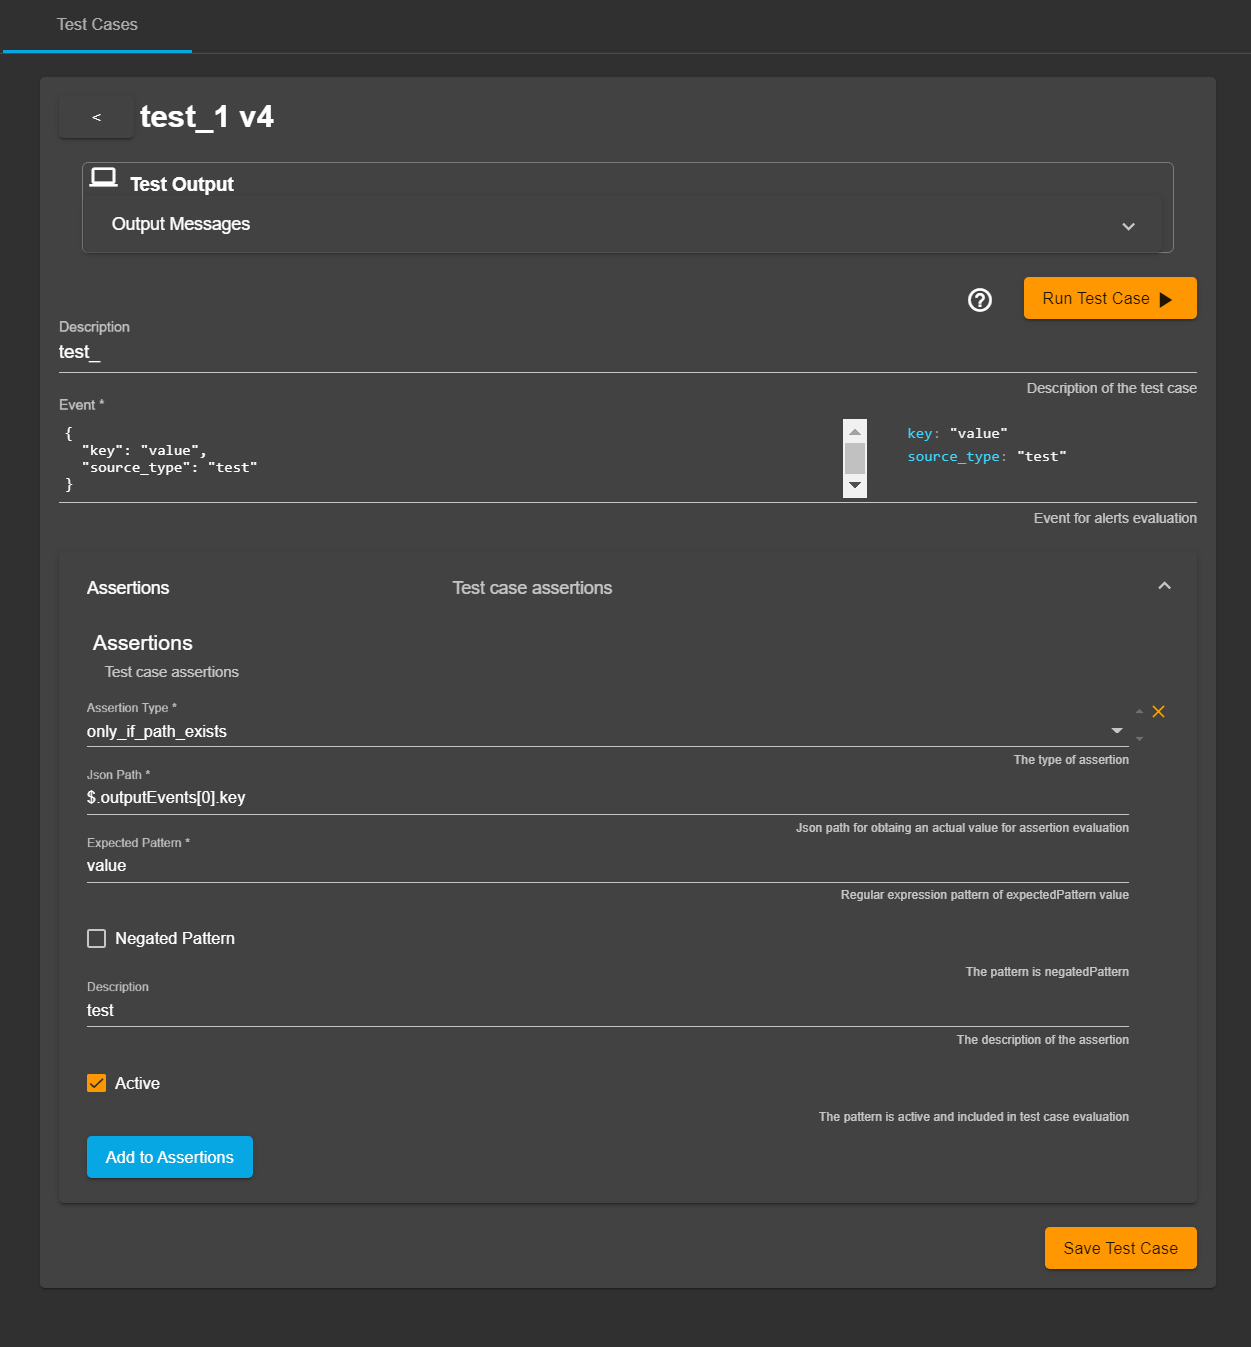 Test Cases
< test_1 v4
Test Output
Output Messages
Run Test Case
Description
test_
Description of the test case
Event *
{
  "key": "value",
  "source_type": "test"
}
key: "value"
source_type: "test"
Event for alerts evaluation
Assertions Test case assertions
Assertions
Test case assertions
Assertion Type *
only_if_path_exists
The type of assertion
Json Path *
$.outputEvents[0].key
Json path for obtaing an actual value for assertion evaluation
Expected Pattern *
value
Regular expression pattern of expectedPattern value
Negated Pattern
The pattern is negatedPattern
Description
test
The description of the assertion
Active
The pattern is active and included in test case evaluation
Add to Assertions
Save Test Case